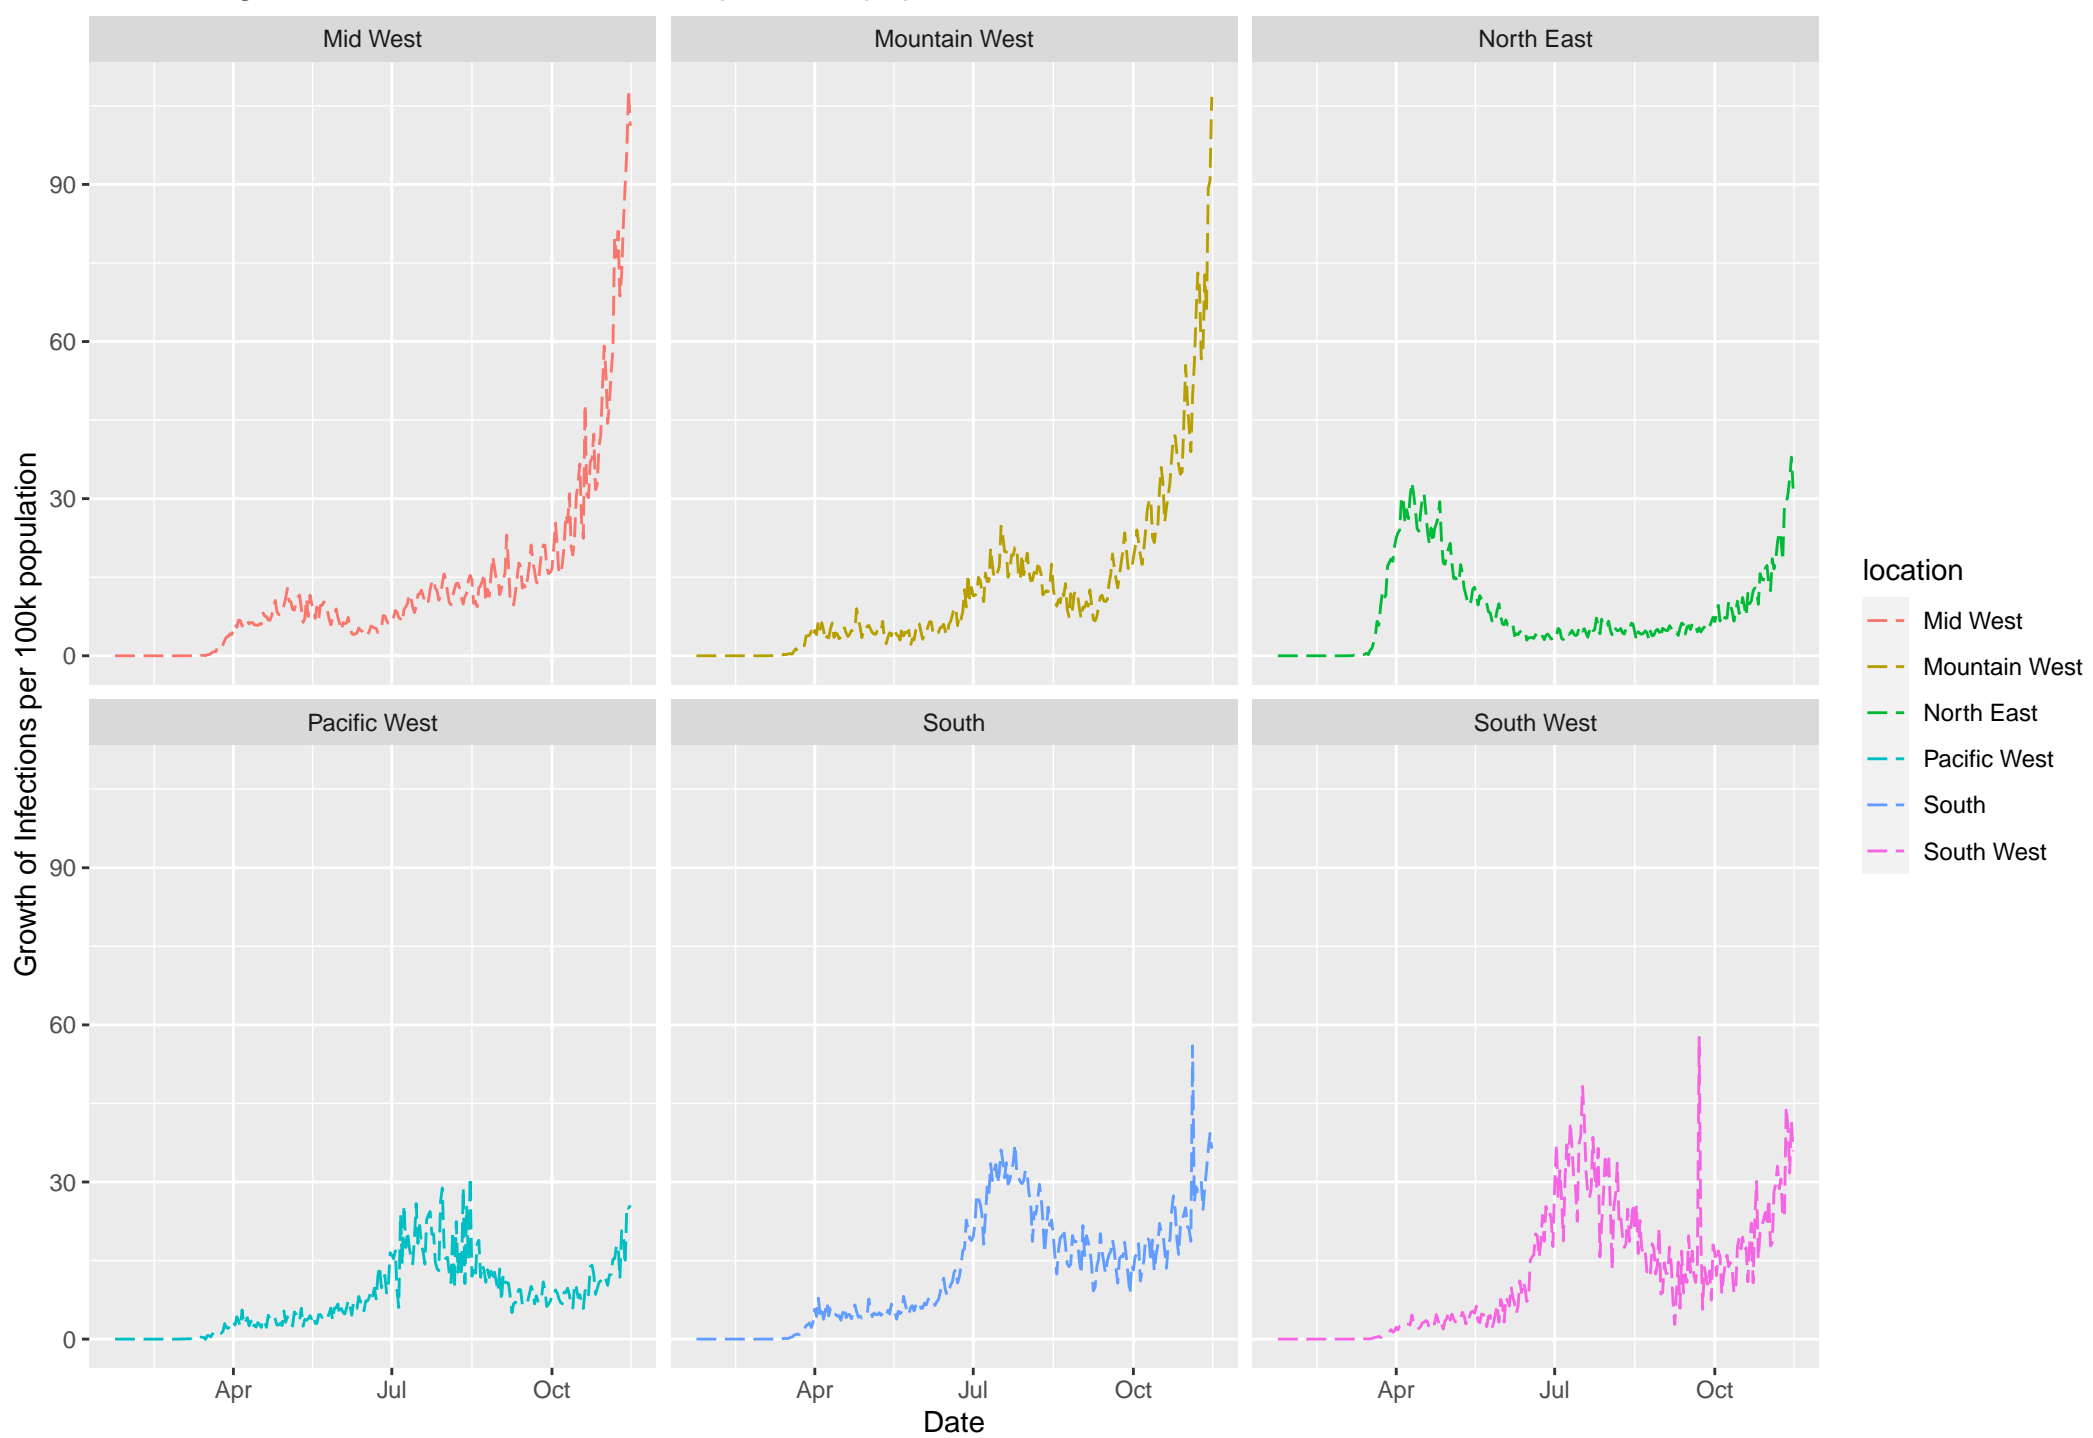 Mid West
Mountain West
North East
90
60
30
0
Growth of Infections per 100k population
Pacific West
South
South West
90
60
30
0
Apr
Jul
Oct
Apr
Jul
Oct
Apr
Jul
Oct
Date
location
Mid West
Mountain West
North East
Pacific West
South
South West